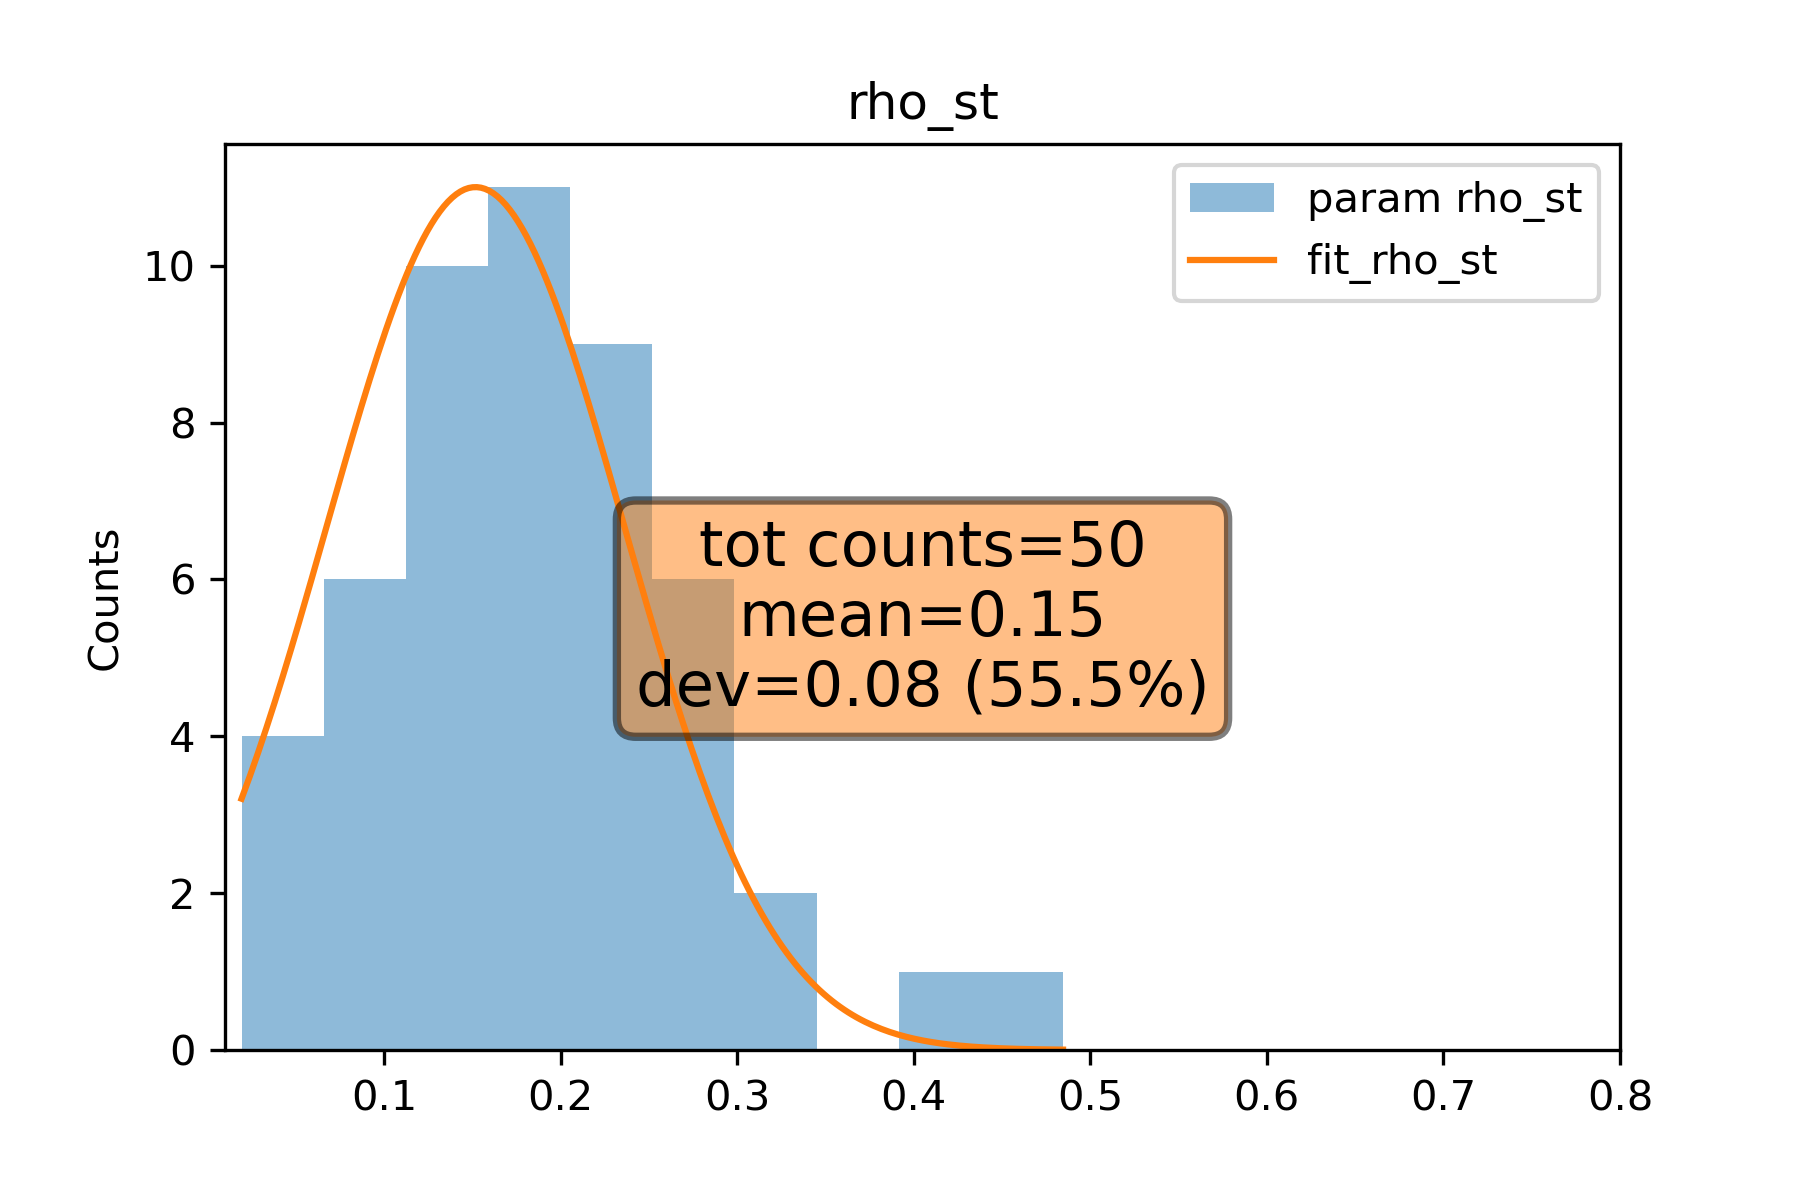 rho_st
param rho_st
fit_rho_st
Counts
10
8
6
4
2
0
tot counts=50
mean=0.15
dev=0.08 (55.5%)
0.1 0.2 0.3 0.4 0.5 0.6 0.7 0.8